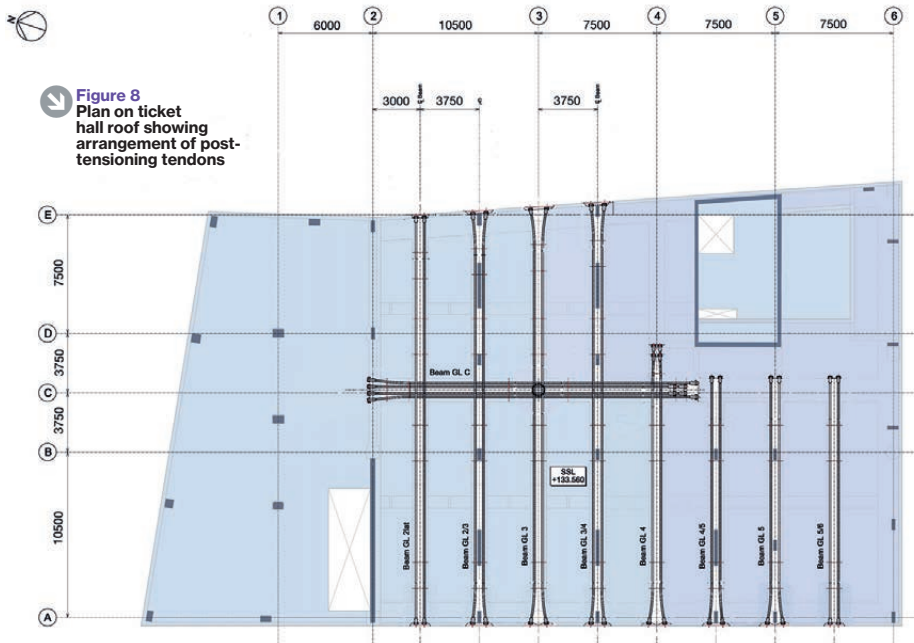 N
1
2
3
4
5
6
6000
10500
7500
7500
7500
Figure 8
Plan on ticket
hall roof showing
arrangement of post-
tensioning tendons
3000
3750
3750
Beam
Beam
E
7500
D
3750
Beam GL C
C
3750
B
SSL
+133.560
10500
Beam GL 2lat
Beam GL 2/3
Beam GL 3
Beam GL 3/4
Beam GL 4
Beam GL 4/5
Beam GL 5
Beam GL 5/6
A